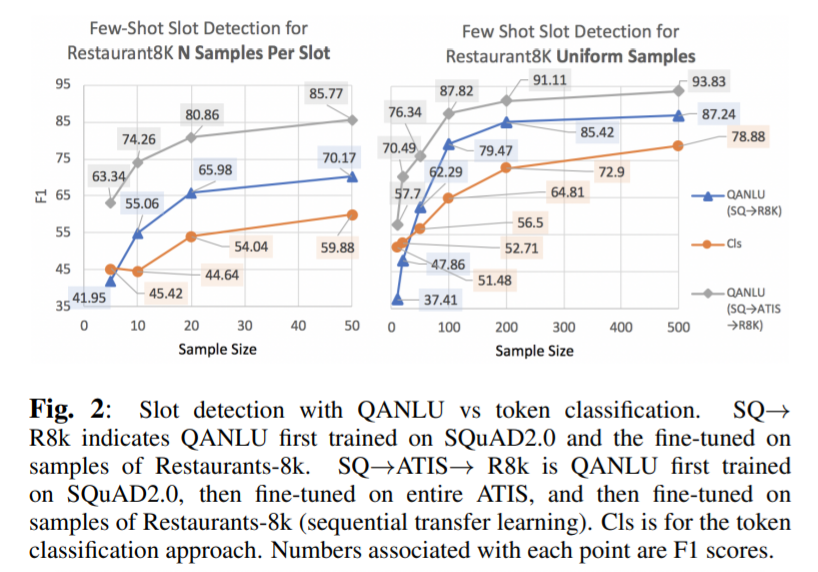 Few-Shot Slot Detection for
Restaurant8K N Samples Per Slot
95
85
75
65
55
45
35
F1
63.34
74.26
80.86
85.77
55.06
65.98
70.17
54.04
59.88
44.64
45.42
41.95
0
10
20
30
40
50
Sample Size
Few Shot Slot Detection for
Restaurant8K Uniform Samples
76.34
87.82
91.11
93.83
70.49
87.24
85.42
78.88
79.47
62.29
72.9
57.7
64.81
56.5
52.71
47.86
51.48
37.41
0
100
200
300
400
500
Sample Size
QANLU
(SQ→R8K)
Cls
QANLU
(SQ→ATIS
→R8K)
Fig. 2: Slot detection with QANLU vs token classification. SQ→
R8k indicates QANLU first trained on SQuAD2.0 and the fine-tuned on
samples of Restaurants-8k. SQ→ATIS→ R8k is QANLU first trained
on SQuAD2.0, then fine-tuned on entire ATIS, and then fine-tuned on
samples of Restaurants-8k (sequential transfer learning). Cls is for the token
classification approach. Numbers associated with each point are F1 scores.